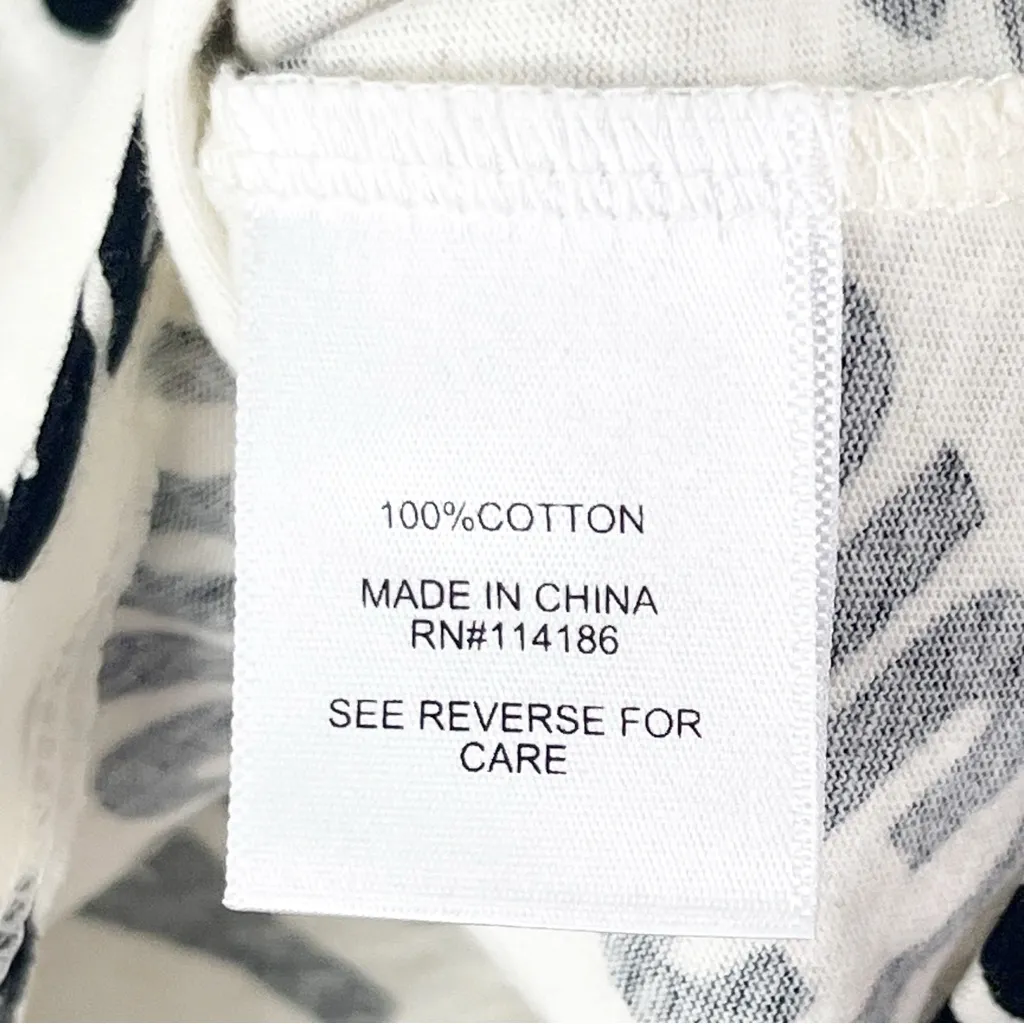 100%COTTON
MADE IN CHINA
RN#114186
SEE REVERSE FOR
CARE